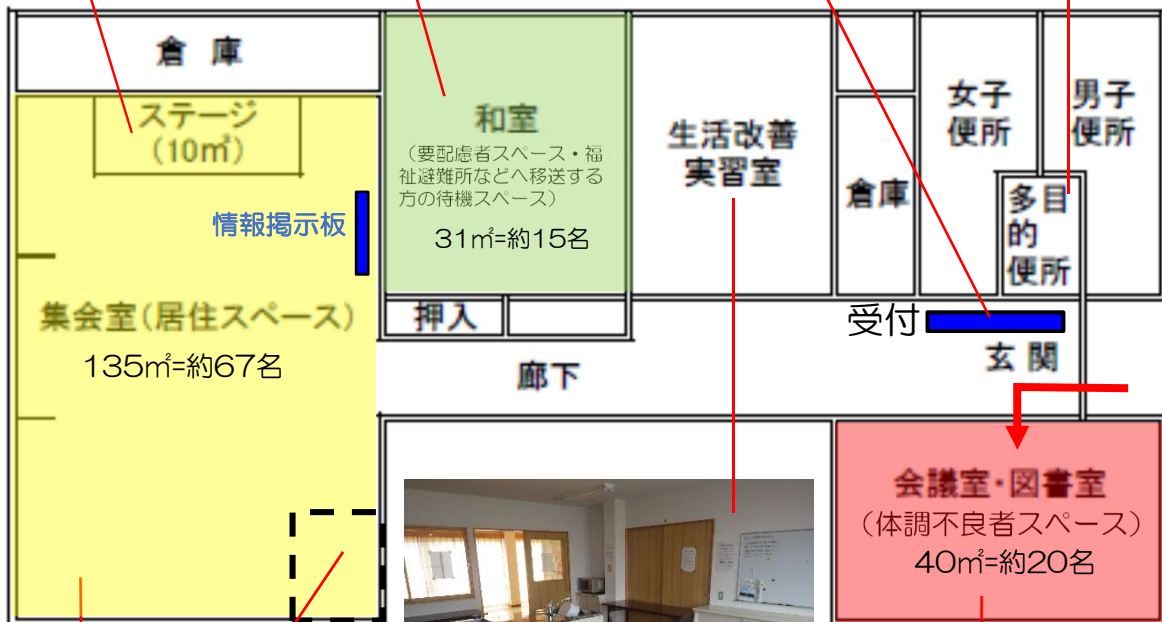 倉 庫
ステージ
(10㎡)
情報掲示板
集会室(居住スペース)
135㎡=約67名
和室
(要配慮者スペース・福
祉避難所などへ移送する
方の待機スペース)
31㎡=約15名
押入
生活改善
実習室
倉庫
女子
便所
男子
便所
多目
的
便所
受付
玄 関
廊下
会議室・図書室
(体調不良者スペース)
40㎡=約20名